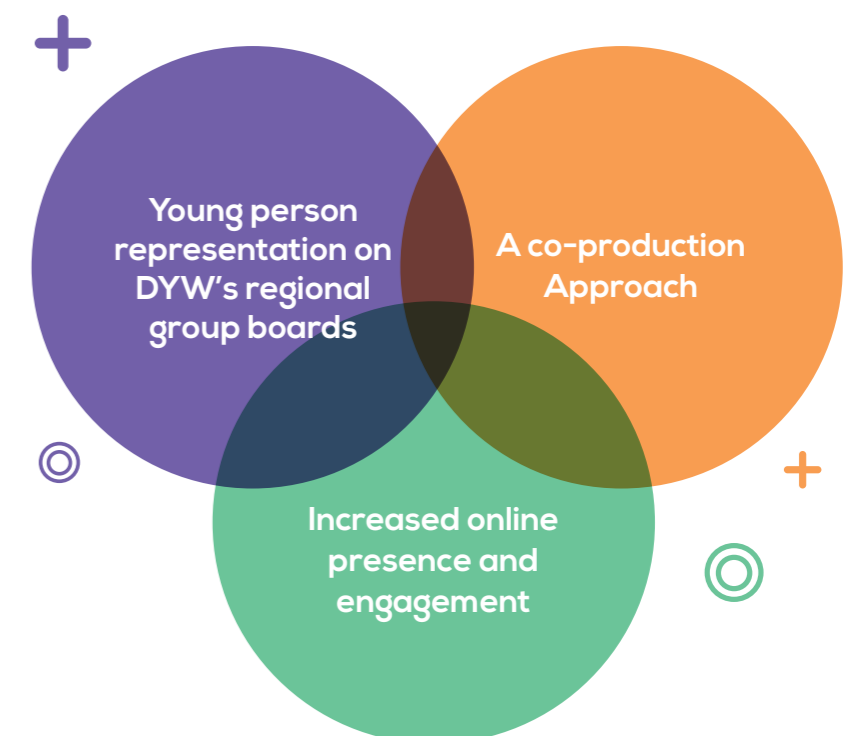 Young person
representation on
DYW's regional
group boards
A co-production
Approach
Increased online
presence and
engagement